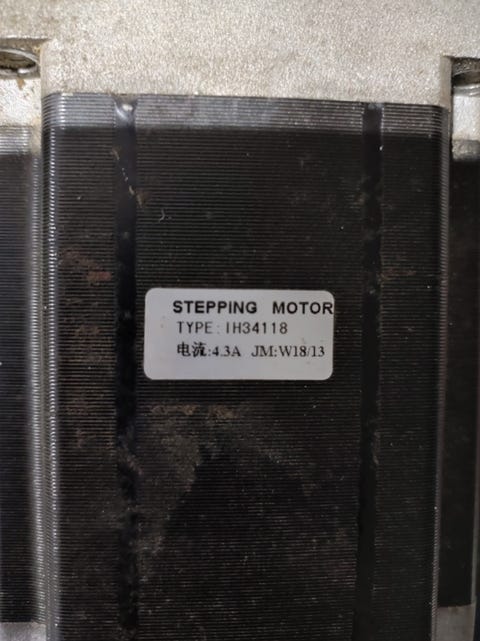 STEPPING MOTOR
TYPE: IH34118
电流:4.3A JM:W18/13